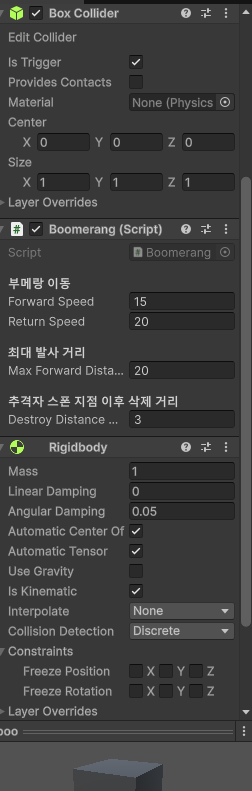 Box Collider
Edit Collider
Is Trigger
Provides Contacts
Material None (Physics
Center
X 0 Y 0 Z 0
Size
X 1 Y 1 Z 1
Layer Overrides
# Boomerang (Script)
Script # Boomerang
부메랑 이동
Forward Speed 15
Return Speed 20
최대 발사 거리
Max Forward Dista... 20
추격자 스폰 지점 이후 삭제 거리
Destroy Distance ... 3
Rigidbody
Mass 1
Linear Damping 0
Angular Damping 0.05
Automatic Center Of
Automatic Tensor
Use Gravity
Is Kinematic
Interpolate None
Collision Detection Discrete
Constraints
Freeze Position X Y Z
Freeze Rotation X Y Z
Layer Overrides
poo